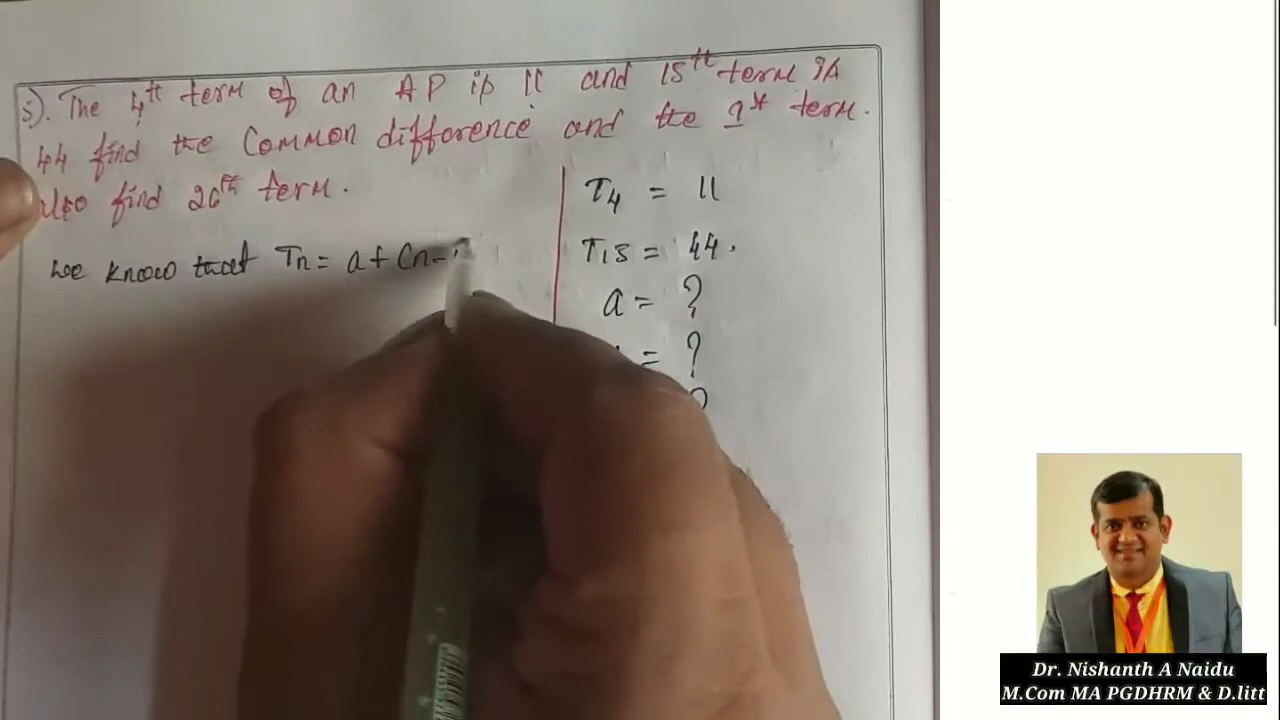 5). The 4th term of an AP is 11 and 15th term is
44 find the Common difference and the 1st term.
also find 26th term.
we know that Tn = a + (n-
T4 = 11
T15 = 44.
a = ?
= ?
?
Dr. Nishanth A Naidu
M.Com MA PGDHRM & D.litt